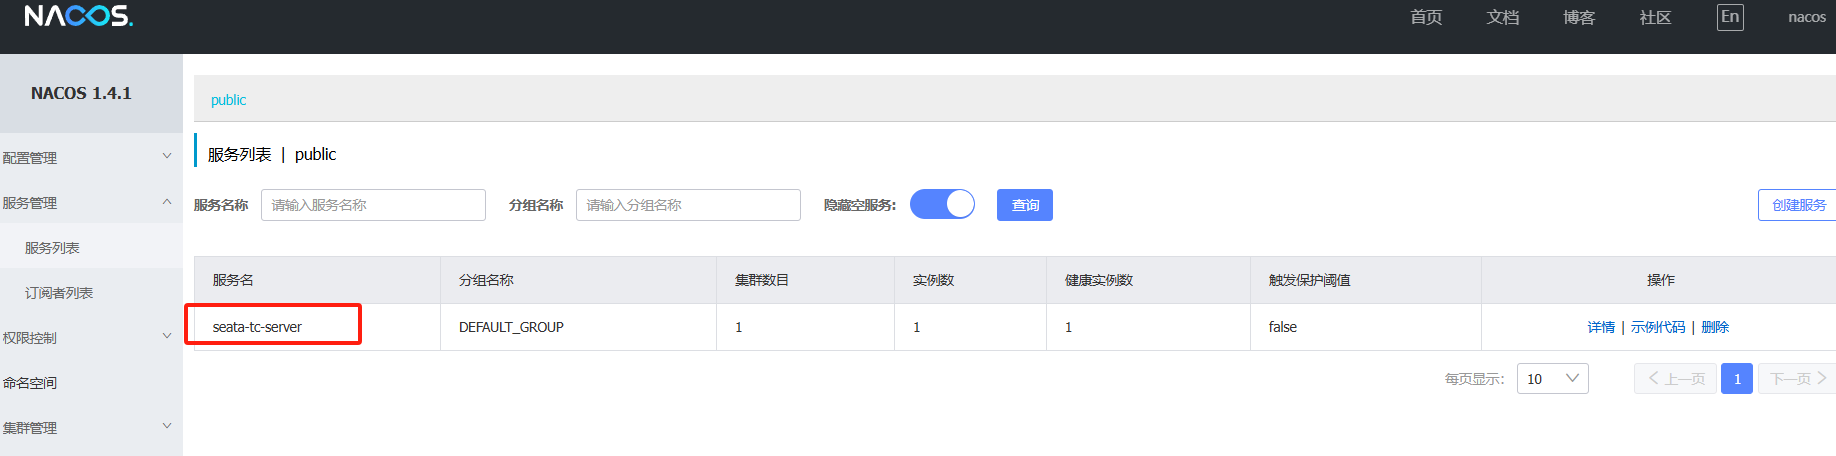 NACOS.
首页 文档 博客 社区 En nacos
NACOS 1.4.1
配置管理
服务管理
服务列表
订阅者列表
权限控制
命名空间
集群管理
public
服务列表 | public
服务名称 请输入服务名称 分组名称 请输入分组名称 隐藏空服务: 查询 创建服务
服务名 分组名称 集群数目 实例数 健康实例数 触发保护阈值 操作
seata-tc-server DEFAULT_GROUP 1 1 1 false 详情 | 示例代码 | 删除
每页显示: 10 上一页 1 下一页